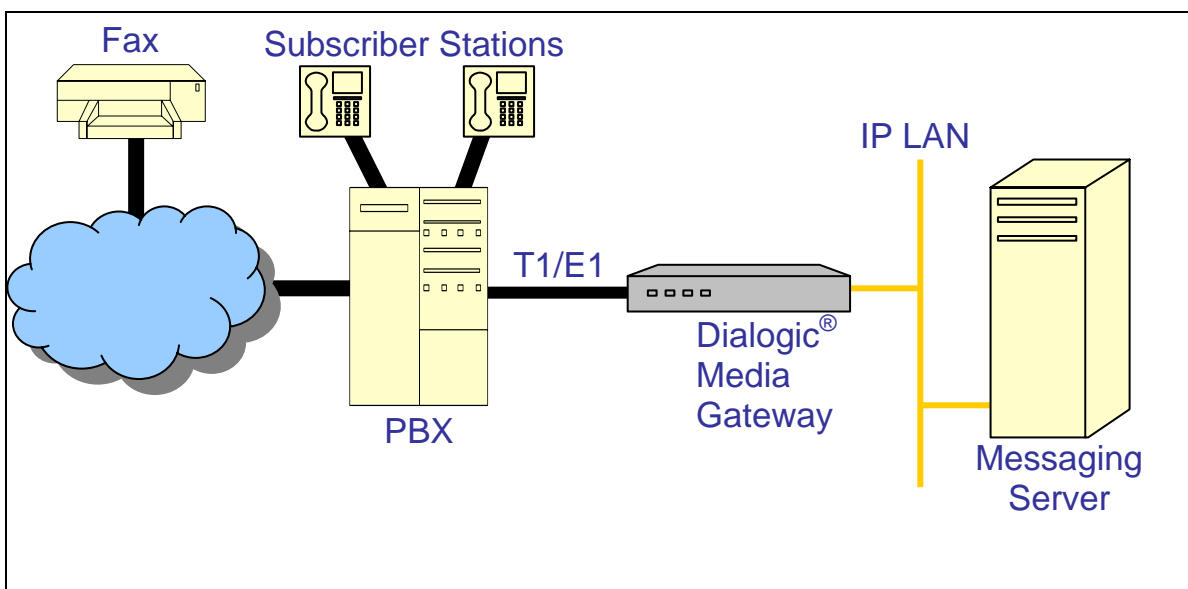 Fax
Subscriber Stations
IP LAN
T1/E1
Dialogic®
Media
Gateway
PBX
Messaging
Server